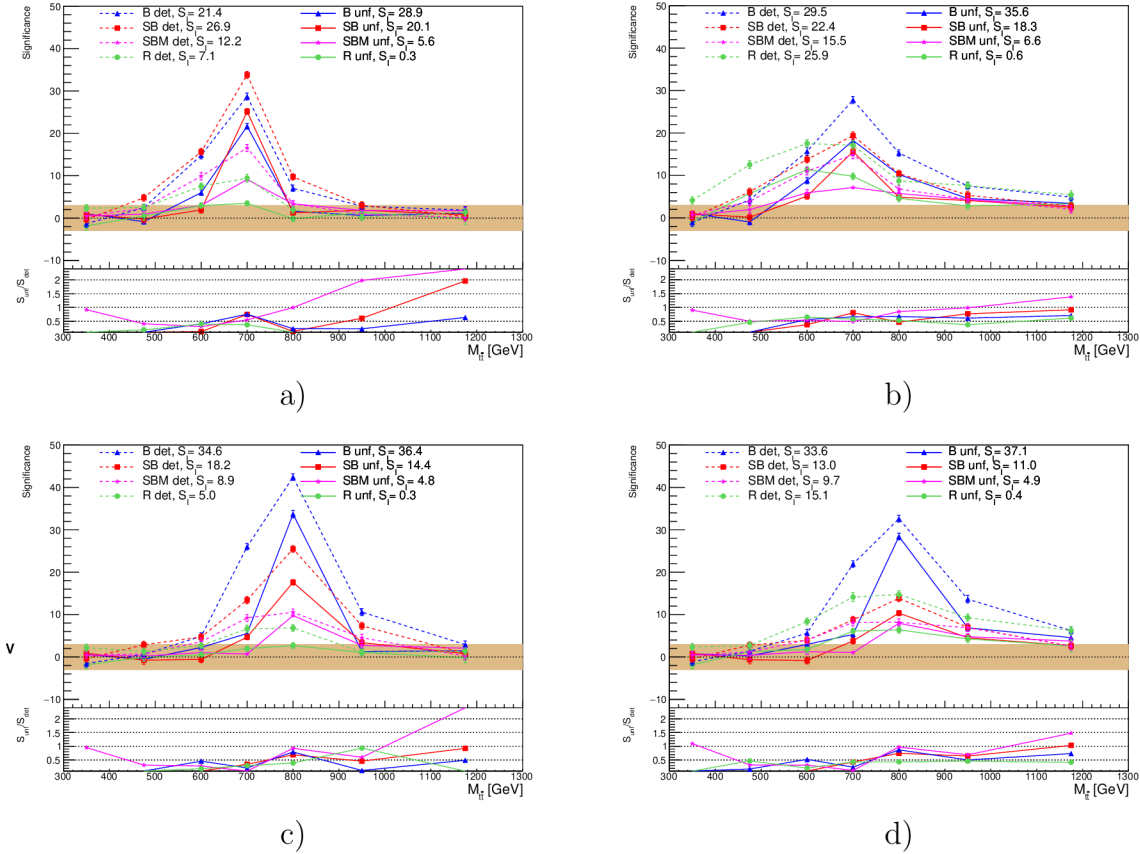 Significance
B det, S_I= 21.4
SB det, S_I= 26.9
SBM det, S_I= 12.2
R det, S_I= 7.1
B unf, S_I= 28.9
SB unf, S_I= 20.1
SBM unf, S_I= 5.6
R unf, S_I= 0.3
50
40
30
20
10
0
−10
S_unf/S_det
2
1.5
1
0.5
300 400 500 600 700 800 900 1000 1100 1200 1300
M_tt̄ [GeV]
a)
Significance
B det, S_I= 29.5
SB det, S_I= 22.4
SBM det, S_I= 15.5
R det, S_I= 25.9
B unf, S_I= 35.6
SB unf, S_I= 18.3
SBM unf, S_I= 6.6
R unf, S_I= 0.6
50
40
30
20
10
0
−10
S_unf/S_det
2
1.5
1
0.5
300 400 500 600 700 800 900 1000 1100 1200 1300
M_tt̄ [GeV]
b)
Significance
B det, S_I= 34.6
SB det, S_I= 18.2
SBM det, S_I= 8.9
R det, S_I= 5.0
B unf, S_I= 36.4
SB unf, S_I= 14.4
SBM unf, S_I= 4.8
R unf, S_I= 0.3
50
40
30
20
10
0
−10
S_unf/S_det
2
1.5
1
0.5
300 400 500 600 700 800 900 1000 1100 1200 1300
M_tt̄ [GeV]
c)
Significance
B det, S_I= 33.6
SB det, S_I= 13.0
SBM det, S_I= 9.7
R det, S_I= 15.1
B unf, S_I= 37.1
SB unf, S_I= 11.0
SBM unf, S_I= 4.9
R unf, S_I= 0.4
50
40
30
20
10
0
−10
S_unf/S_det
2
1.5
1
0.5
300 400 500 600 700 800 900 1000 1100 1200 1300
M_tt̄ [GeV]
d)
v